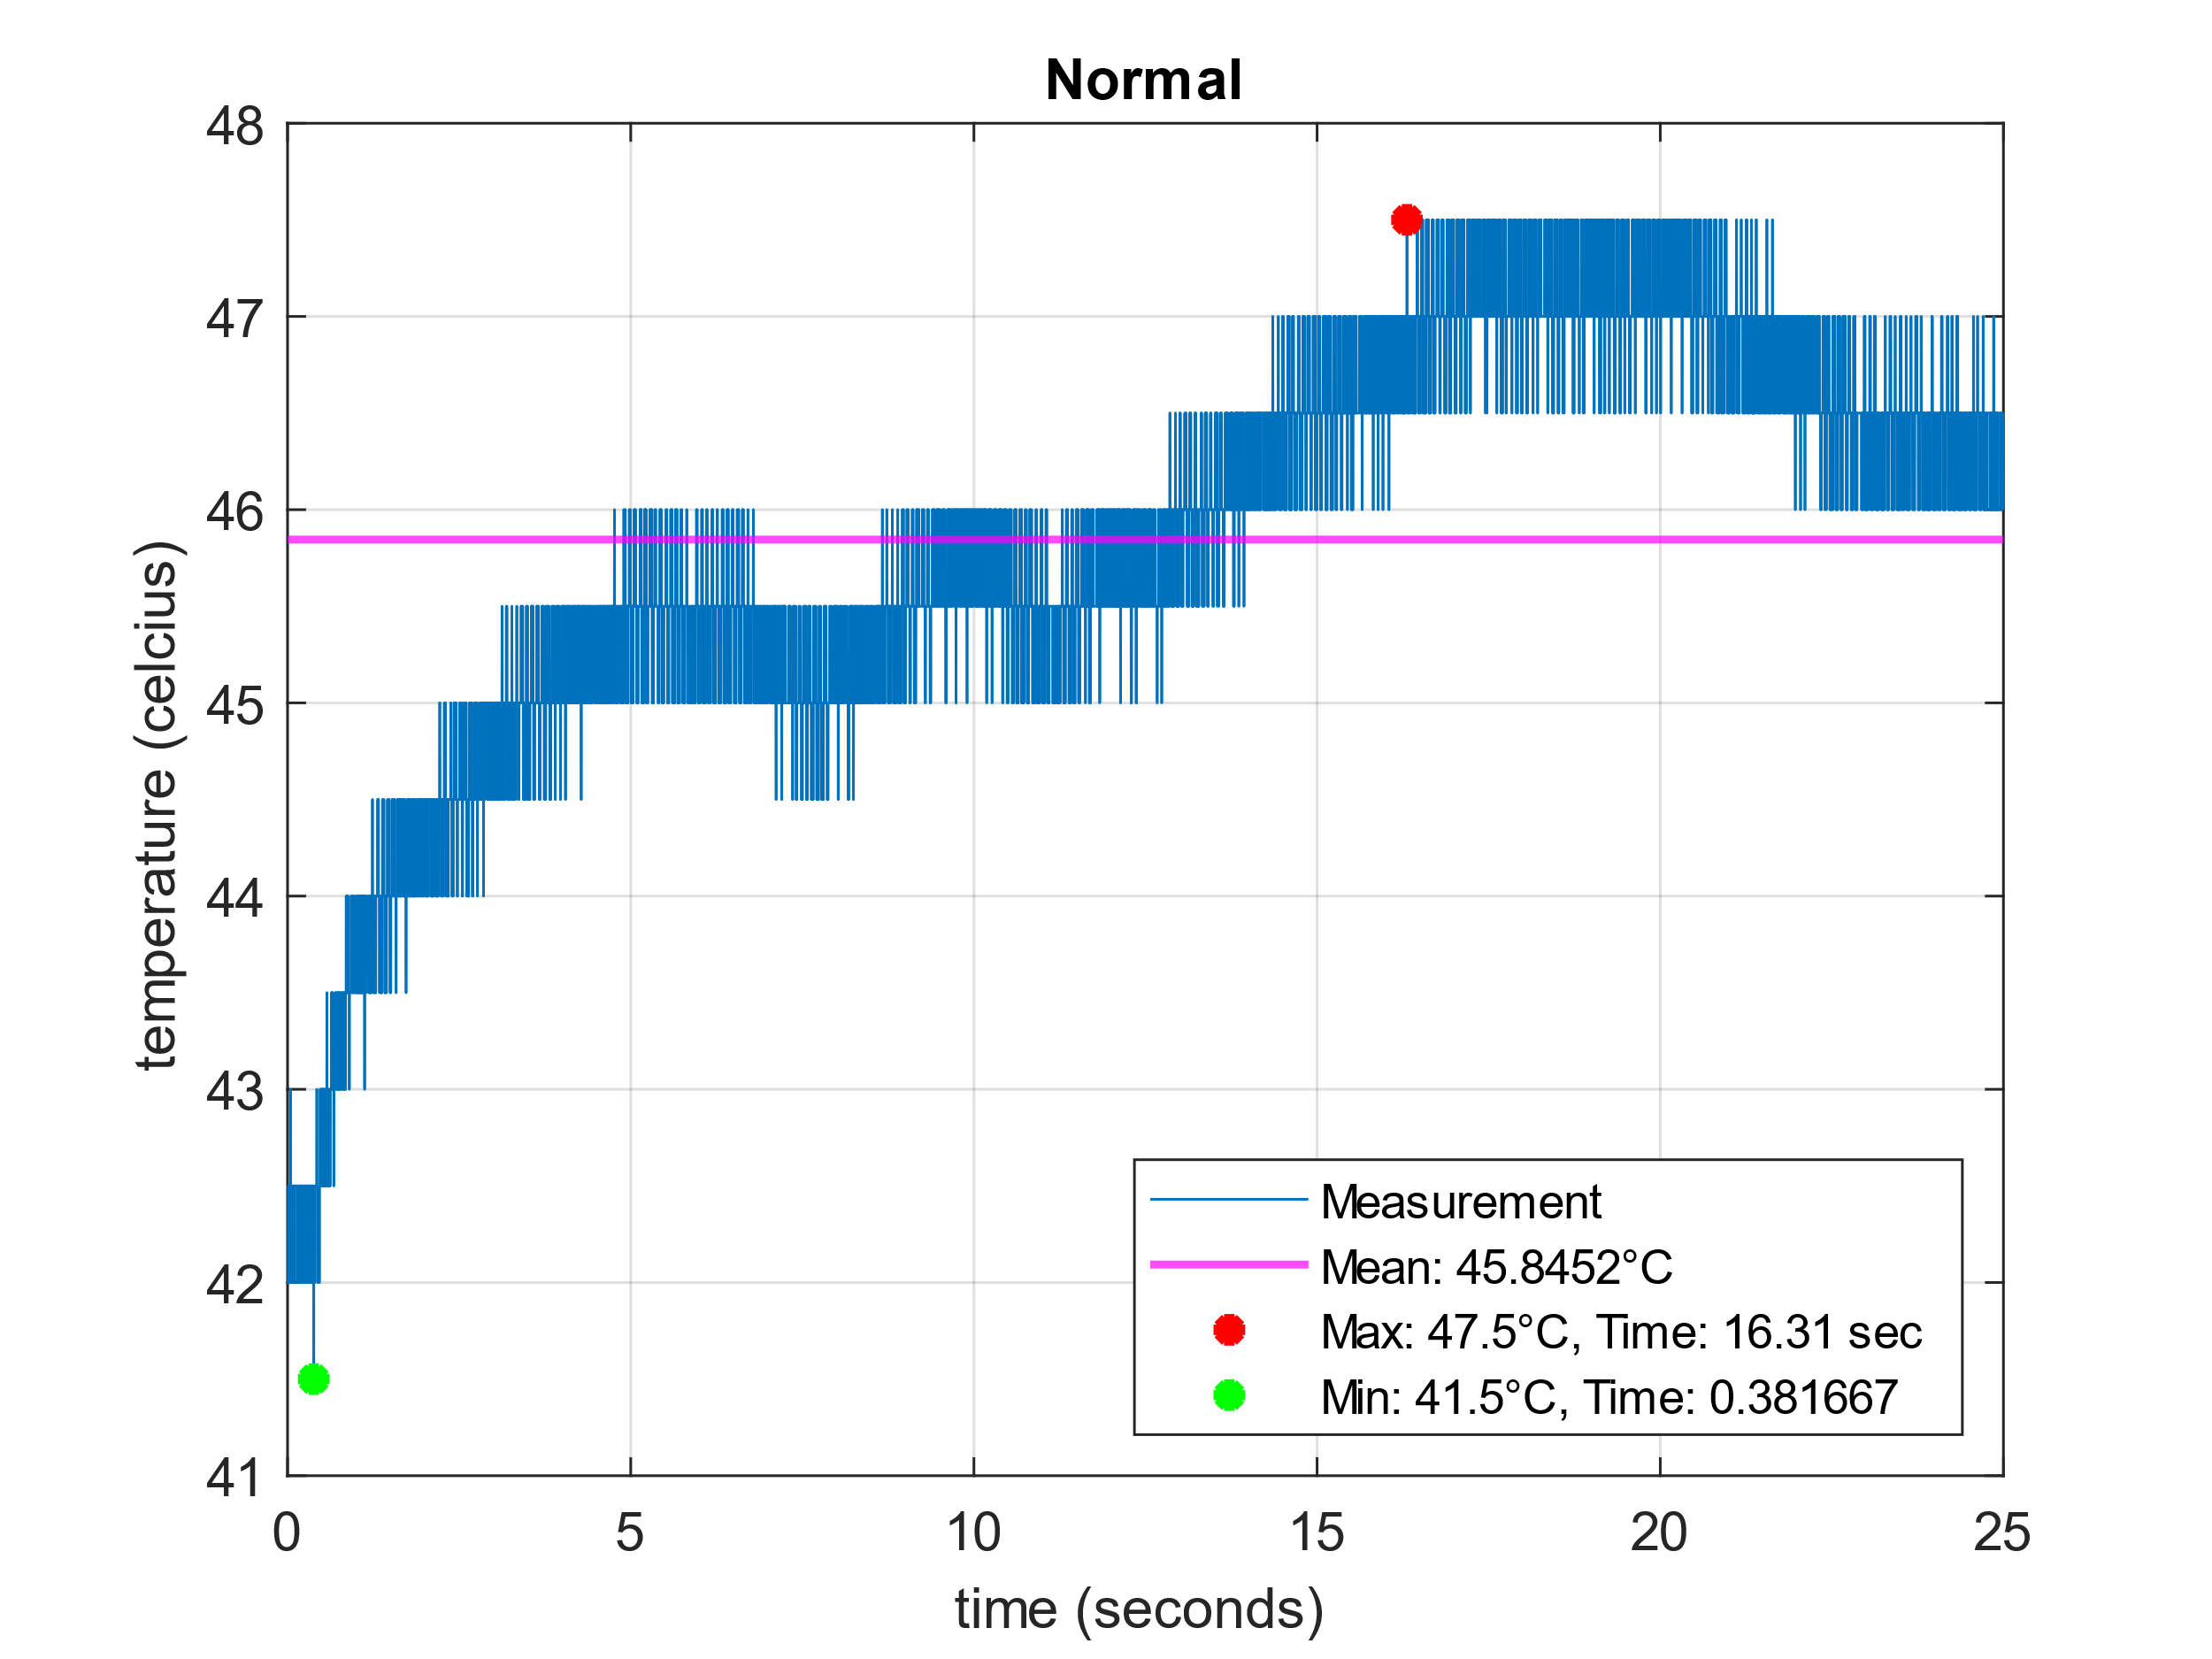 Normal
48
47
46
45
44
43
42
41
temperature (celcius)
0 5 10 15 20 25
time (seconds)
Measurement
Mean: 45.8452°C
Max: 47.5°C, Time: 16.31 sec
Min: 41.5°C, Time: 0.381667